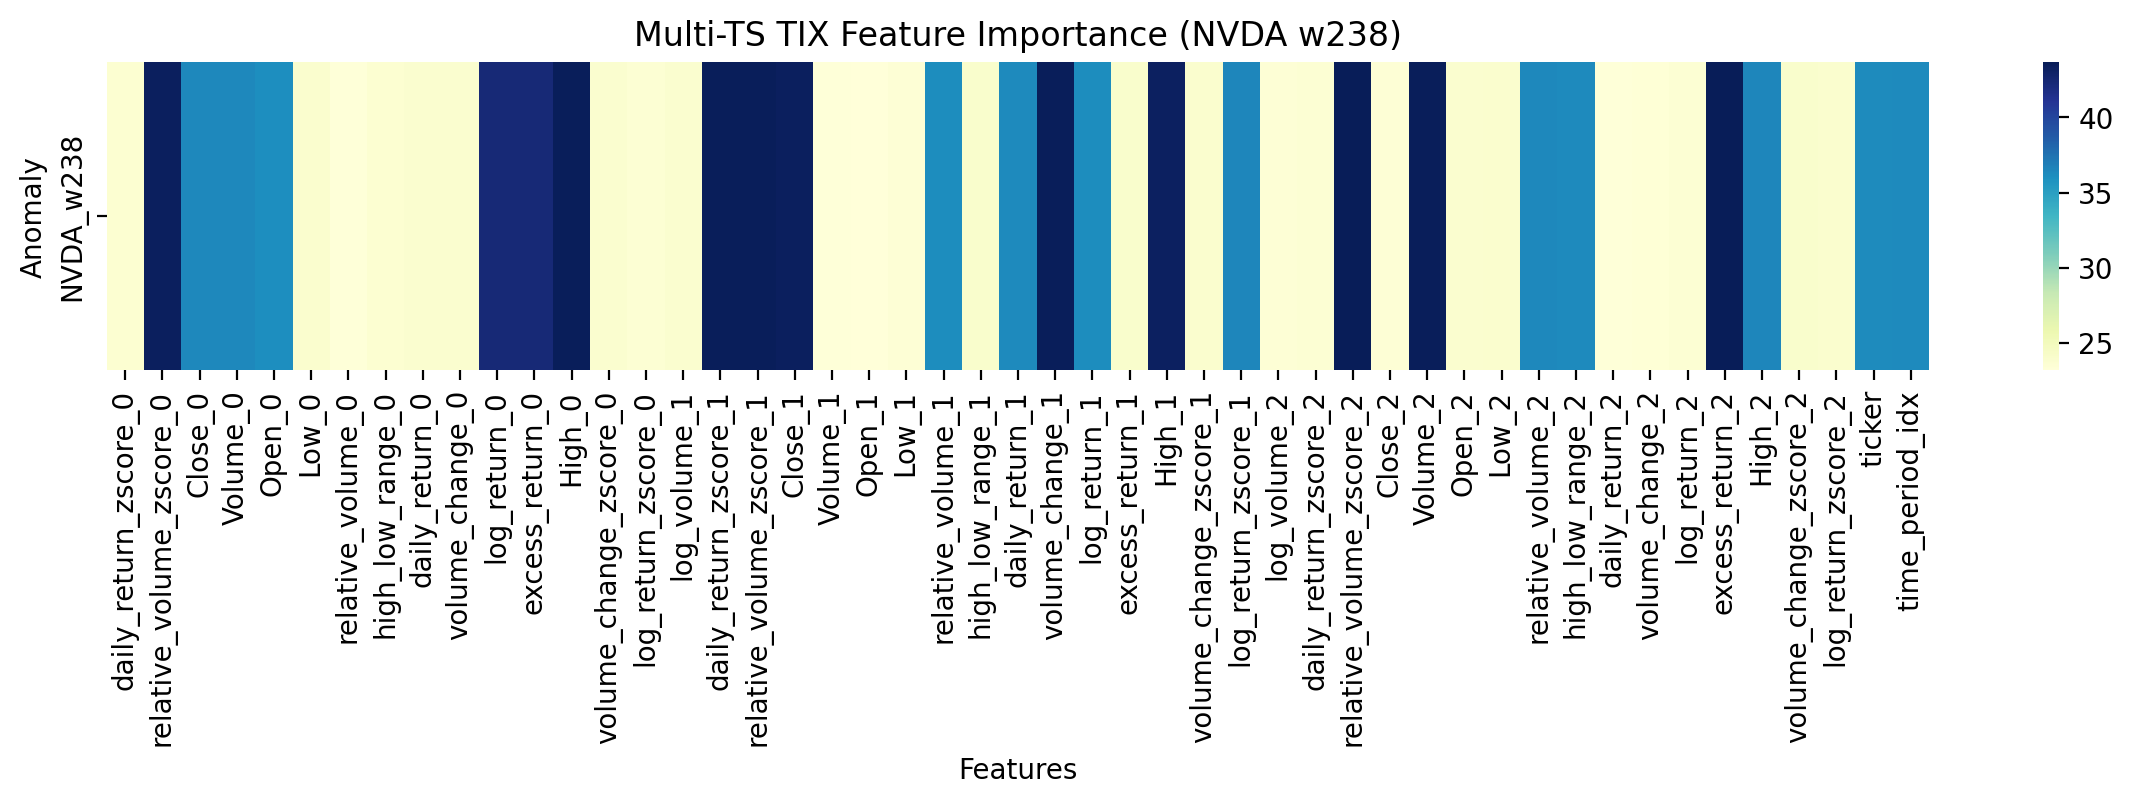 Multi-TS TIX Feature Importance (NVDA w238)
Anomaly
NVDA_w238
40
35
30
25
daily_return_zscore_0
relative_volume_zscore_0
Close_0
Volume_0
Open_0
Low_0
relative_volume_0
high_low_range_0
daily_return_0
volume_change_0
log_return_0
excess_return_0
High_0
volume_change_zscore_0
log_return_zscore_0
log_volume_1
daily_return_zscore_1
relative_volume_zscore_1
Close_1
Volume_1
Open_1
Low_1
relative_volume_1
high_low_range_1
daily_return_1
volume_change_1
log_return_1
excess_return_1
High_1
volume_change_zscore_1
log_return_zscore_1
log_volume_2
daily_return_zscore_2
relative_volume_zscore_2
Close_2
Volume_2
Open_2
Low_2
relative_volume_2
high_low_range_2
daily_return_2
volume_change_2
log_return_2
excess_return_2
High_2
volume_change_zscore_2
log_return_zscore_2
ticker
time_period_idx
Features